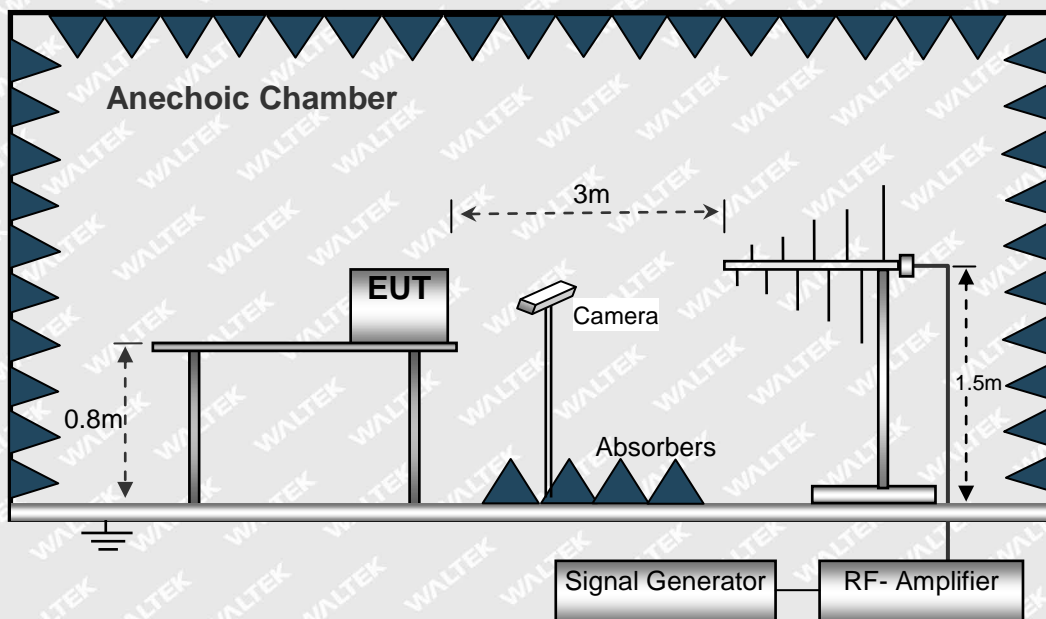 Anechoic Chamber
3m
EUT
Camera
1.5m
0.8m
Absorbers
Signal Generator
RF- Amplifier
WALTEK